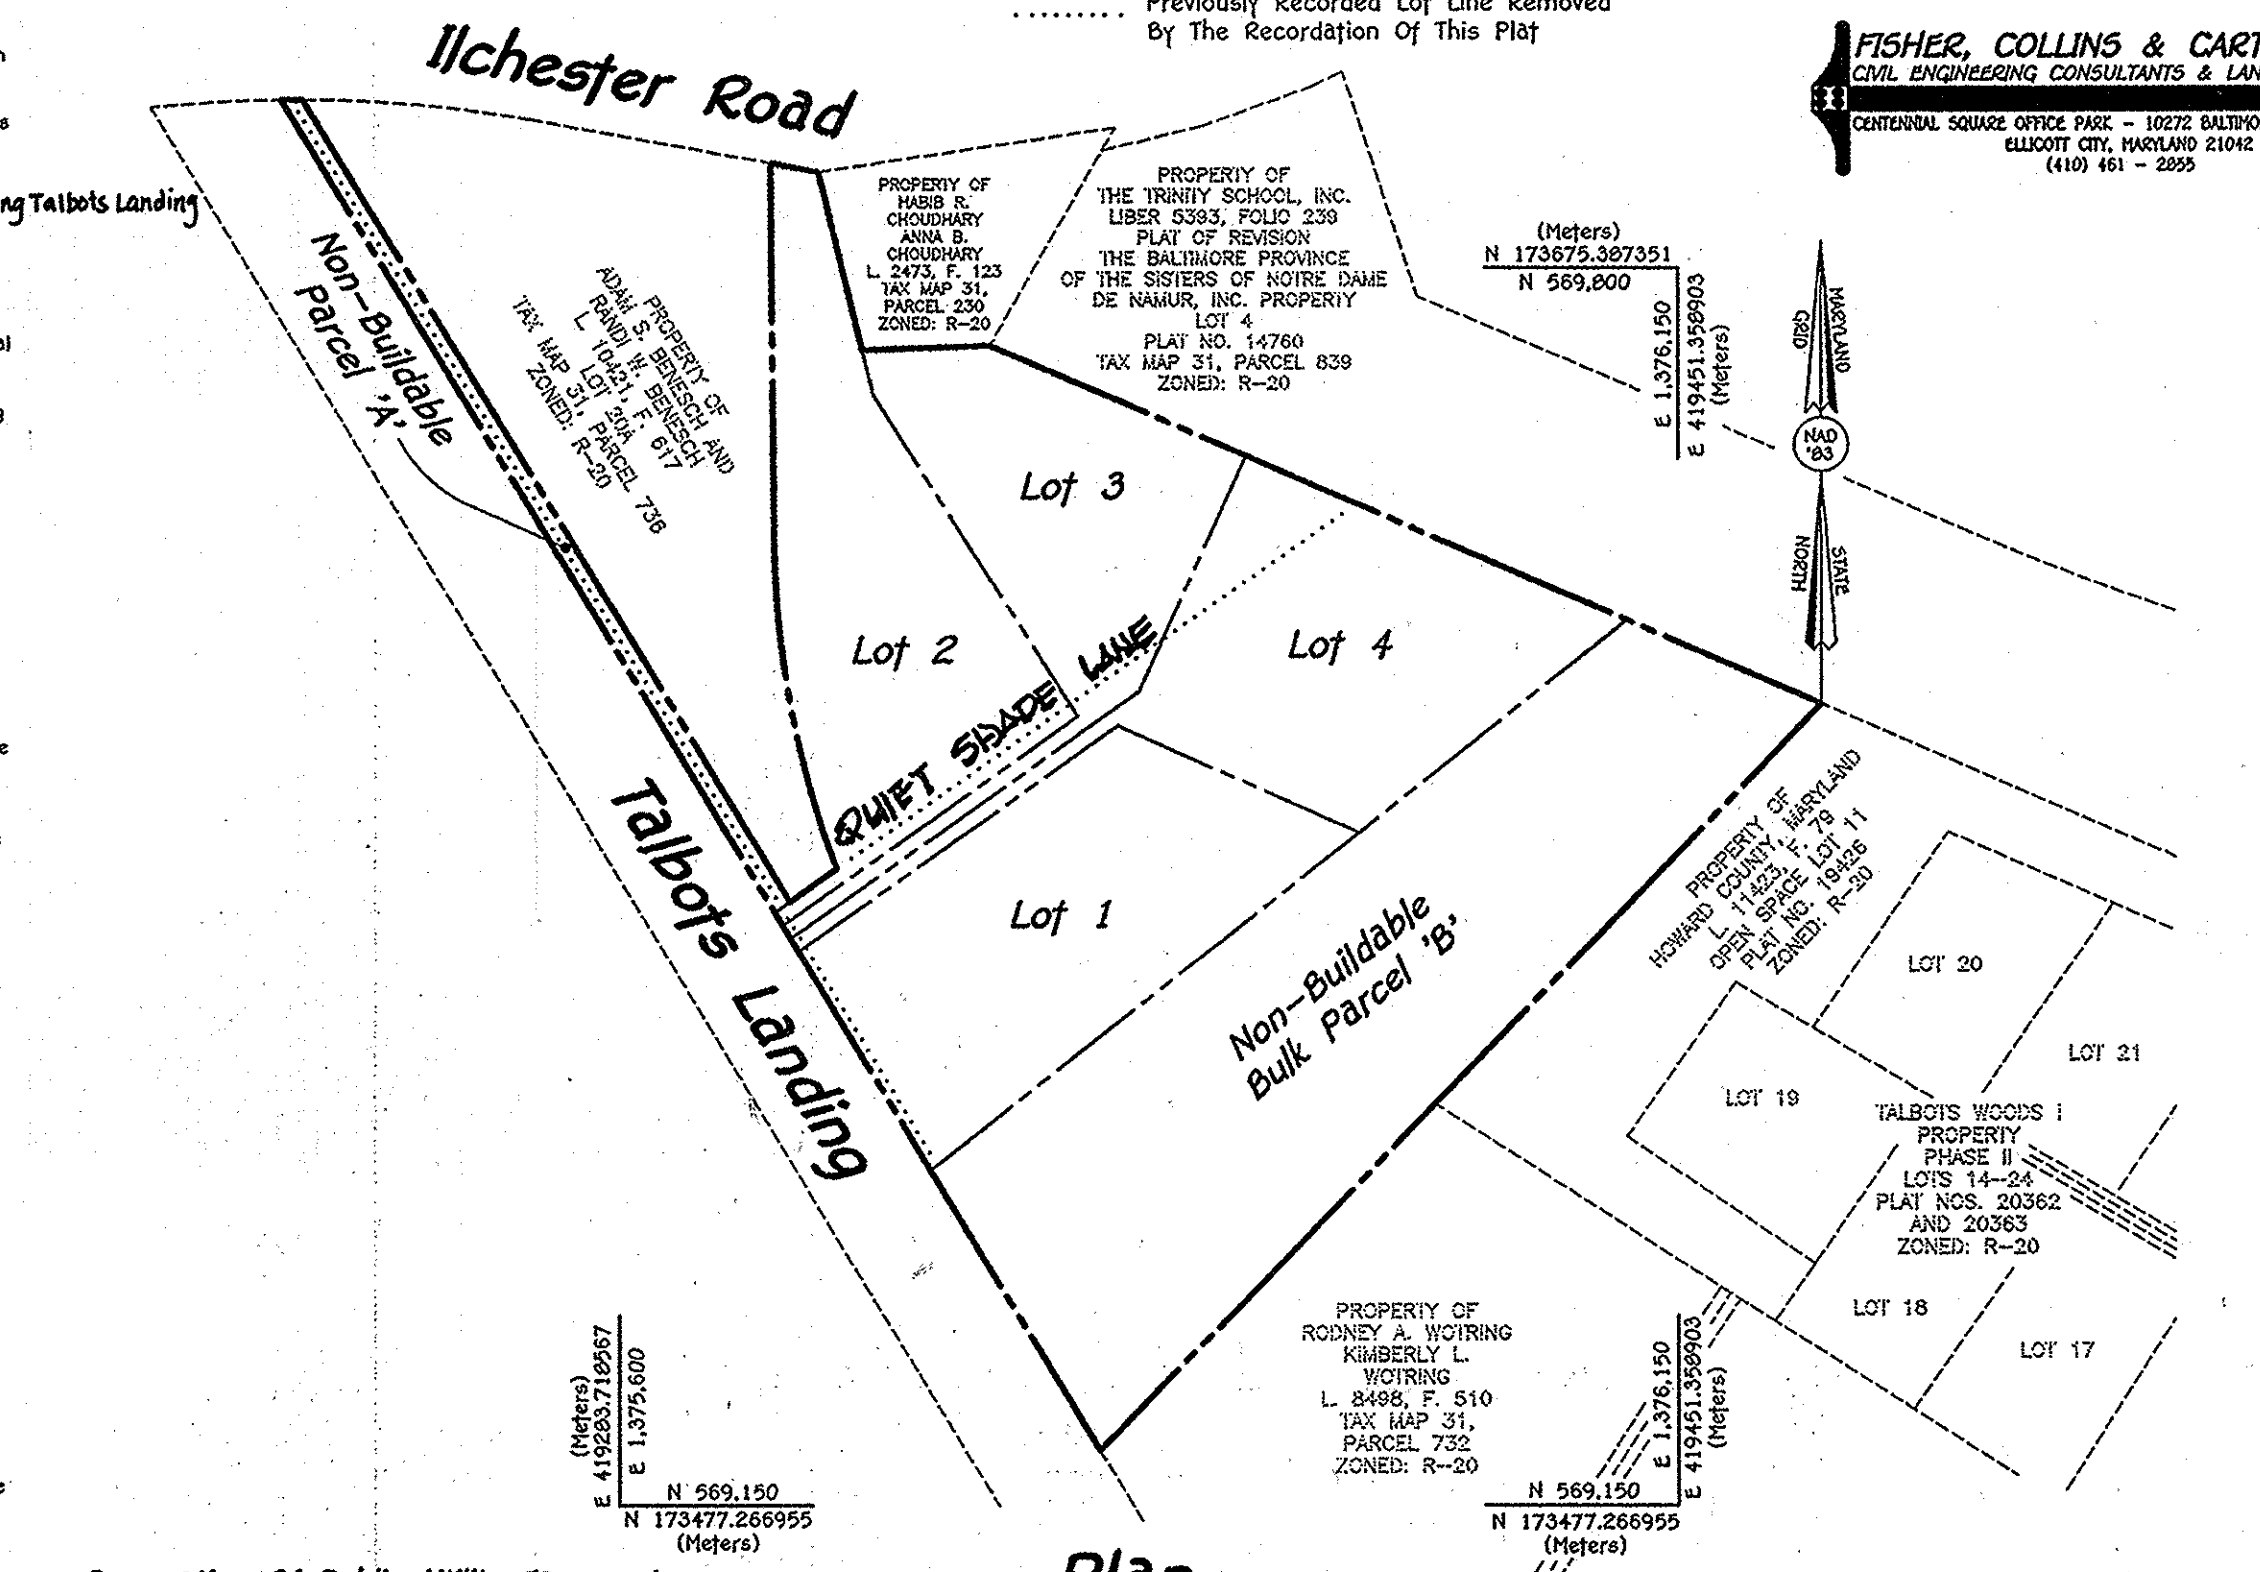 Previously Recorded Lot Line Removed
By The Recordation Of This Plat
FISHER, COLLINS & CART
CIVIL ENGINEERING CONSULTANTS & LAN
CENTENNIAL SQUARE OFFICE PARK - 10272 BALTIMO
ELLICOTT CITY, MARYLAND 21042
(410) 461 - 2855
Ilchester Road
ng Talbots Landing
Non-Buildable
Parcel 'A'
PROPERTY OF
ADAM S. BENESCH AND
RANDI W. BENESCH
L. 10421, F. 617
LOT 20A
TAX MAP 31, PARCEL 736
ZONED: R-20
PROPERTY OF
HABIB R.
CHOUDHARY
ANNA B.
CHOUDHARY
L. 2473, F. 123
TAX MAP 31,
PARCEL 230
ZONED: R-20
PROPERTY OF
THE TRINITY SCHOOL, INC.
LIBER 5393, FOLIO 239
PLAT OF REVISION
THE BALTIMORE PROVINCE
OF THE SISTERS OF NOTRE DAME
DE NAMUR, INC. PROPERTY
LOT 4
PLAT NO. 14760
TAX MAP 31, PARCEL 839
ZONED: R-20
(Meters)
N 173675.387351
N 569,800
E 1,376,150
E 419451.358903
(Meters)
MARYLAND
GRID
NAD
'83
STATE
NORTH
Lot 3
Lot 2
Lot 4
QUIET SHADE LANE
Lot 1
Talbots Landing
Non-Buildable
Bulk Parcel 'B'
PROPERTY OF
HOWARD COUNTY, MARYLAND
L. 11423, F. 79
OPEN SPACE LOT 11
PLAT NO. 19426
ZONED: R-20
LOT 20
LOT 21
LOT 19
TALBOTS WOODS I
PROPERTY
PHASE II
LOTS 14-24
PLAT NOS. 20362
AND 20363
ZONED: R-20
LOT 18
LOT 17
PROPERTY OF
RODNEY A. WOTRING
KIMBERLY L.
WOTRING
L. 8498, F. 510
TAX MAP 31,
PARCEL 732
ZONED: R-20
(Meters)
E 419283.718567
E 1,375,600
N 569,150
N 173477.266955
(Meters)
E 1,376,150
E 419451.358903
(Meters)
N 569,150
N 173477.266955
(Meters)
Plan